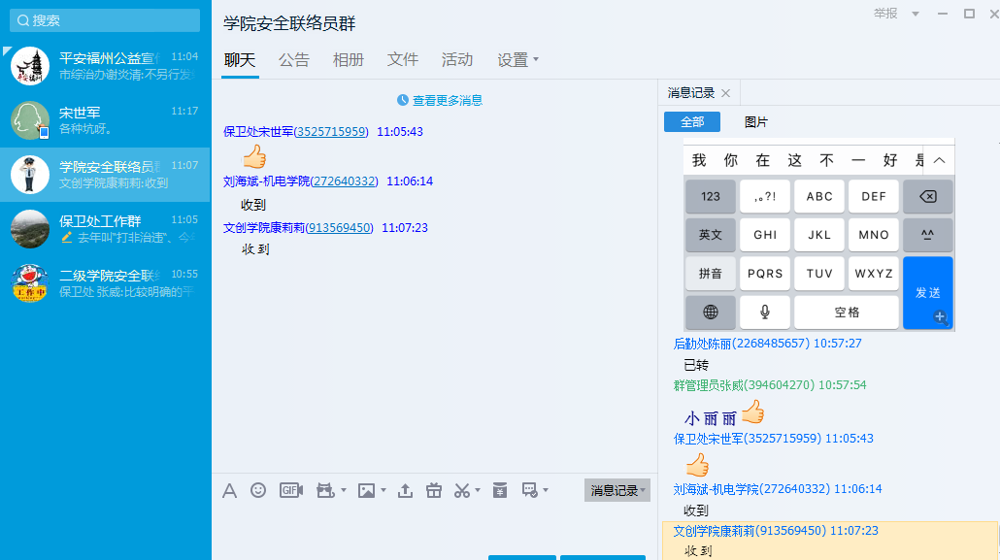 搜索
平安福州公益宣 11:04
市综治办谢炎清:不另行发
宋世军 11:17
各种坑呀。
学院安全联络员 11:07
文创学院康莉莉:收到
保卫处工作群 11:05
去年叫"打非治违"、今
二级学院安全联 10:55
保卫处 张威:比较明确的平
学院安全联络员群
举报
聊天 公告 相册 文件 活动 设置
查看更多消息
保卫处宋世军(3525715959) 11:05:43
刘海斌-机电学院(272640332) 11:06:14
收到
文创学院康莉莉(913569450) 11:07:23
收到
GIF
消息记录
消息记录
全部 图片
我 你 在 这 不 一 好 是
123 ,。?! ABC DEF
英文 GHI JKL MNO ^^
拼音 PQRS TUV WXYZ
发送
空格
后勤处陈丽(2268485657) 10:57:27
已转
群管理员张威(394604270) 10:57:54
小丽丽
保卫处宋世军(3525715959) 11:05:43
刘海斌-机电学院(272640332) 11:06:14
收到
文创学院康莉莉(913569450) 11:07:23
收到